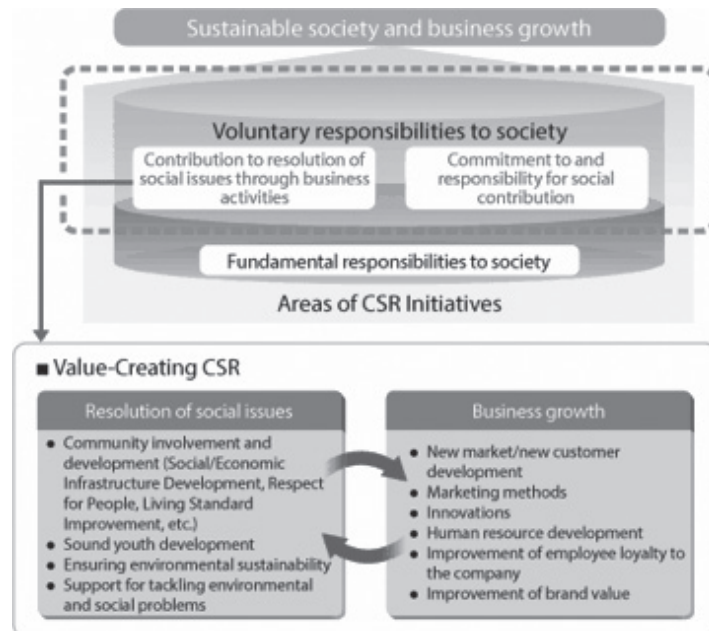 Sustainable society and business growth
Voluntary responsibilities to society
Contribution to resolution of
social issues through business
activities
Commitment to and
responsibility for social
contribution
Fundamental responsibilities to society
Areas of CSR Initiatives
■ Value-Creating CSR
Resolution of social issues
● Community involvement and
development (Social/Economic
Infrastructure Development, Respect
for People, Living Standard
Improvement, etc.)
● Sound youth development
● Ensuring environmental sustainability
● Support for tackling environmental
and social problems
Business growth
● New market/new customer
development
● Marketing methods
● Innovations
● Human resource development
● Improvement of employee loyalty to
the company
● Improvement of brand value